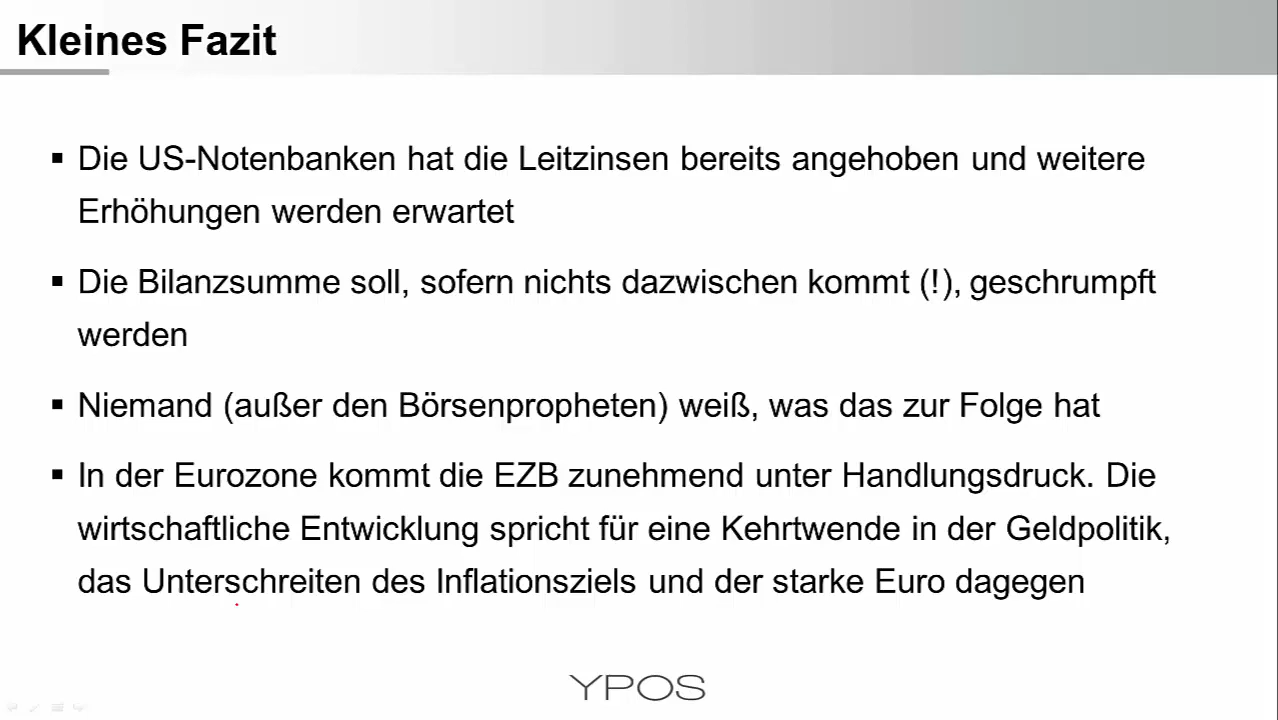 Kleines Fazit
▪ Die US-Notenbanken hat die Leitzinsen bereits angehoben und weitere
Erhöhungen werden erwartet
▪ Die Bilanzsumme soll, sofern nichts dazwischen kommt (!), geschrumpft
werden
▪ Niemand (außer den Börsenpropheten) weiß, was das zur Folge hat
▪ In der Eurozone kommt die EZB zunehmend unter Handlungsdruck. Die
wirtschaftliche Entwicklung spricht für eine Kehrtwende in der Geldpolitik,
das Unterschreiten des Inflationsziels und der starke Euro dagegen
YPOS